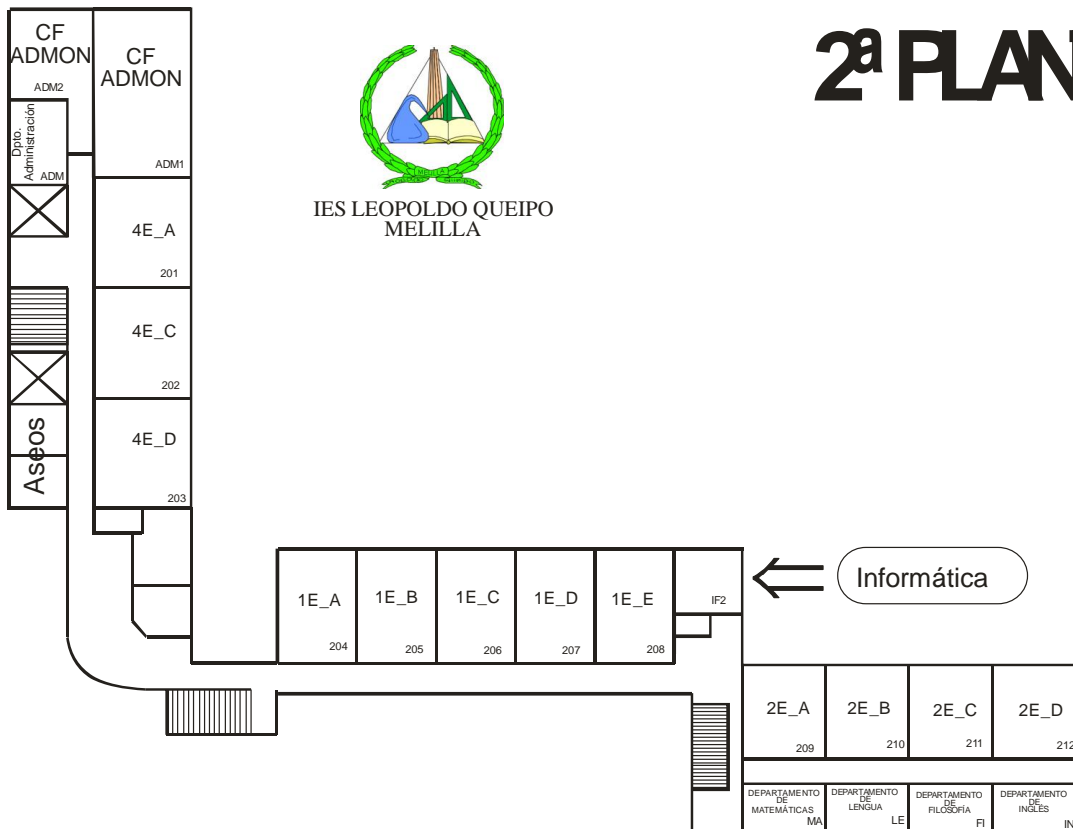 CF
ADMON
ADM2
CF
ADMON
ADM1
Dpto.
Administración
ADM
4E_A
201
4E_C
202
4E_D
203
Aseos
IES LEOPOLDO QUEIPO
MELILLA
2ª PLAN
MELILLA
1E_A
204
1E_B
205
1E_C
206
1E_D
207
1E_E
208
IF2
Informática
2E_A
209
2E_B
210
2E_C
211
2E_D
212
DEPARTAMENTO
DE
MATEMÁTICAS
MA
DEPARTAMENTO
DE
LENGUA
LE
DEPARTAMENTO
DE
FILOSOFÍA
FI
DEPARTAMENTO
DE
INGLÉS
IN